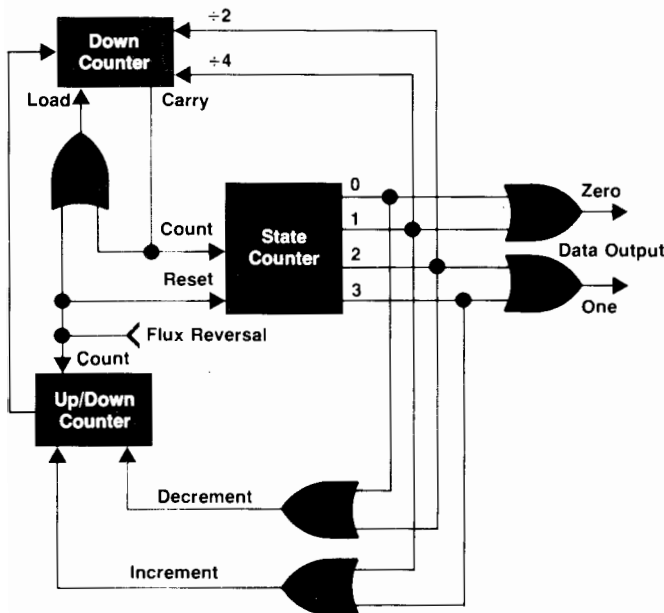 ÷2
Down
Counter
÷4
Load
Carry
0
Zero
Count
State
Counter
1
Data Output
2
Reset
3
One
Flux Reversal
Count
Up/Down
Counter
Decrement
Increment